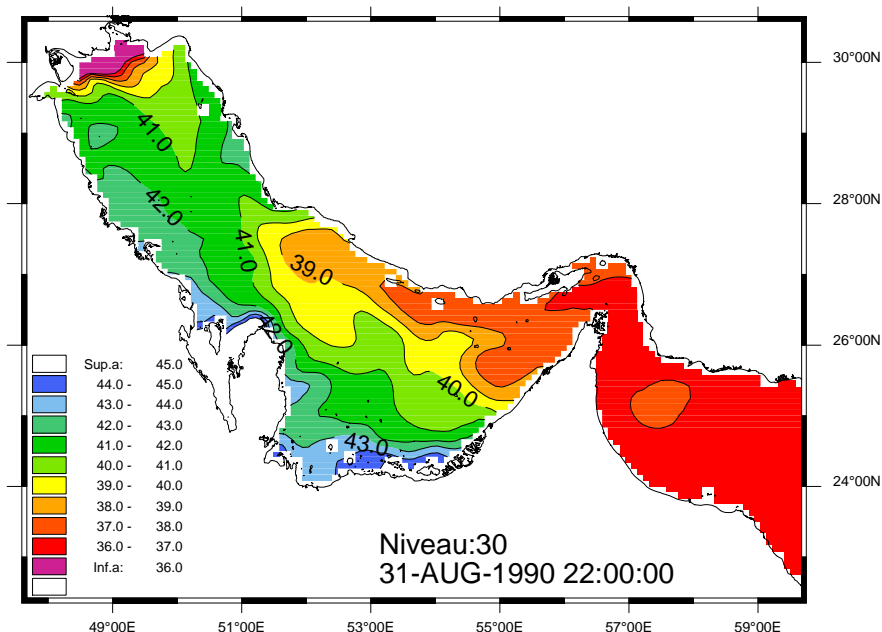 30°00N
28°00N
26°00N
24°00N
41.0
42.0
41.0
39.0
42.0
40.0
43.0
Sup.a: 45.0
44.0 - 45.0
43.0 - 44.0
42.0 - 43.0
41.0 - 42.0
40.0 - 41.0
39.0 - 40.0
38.0 - 39.0
37.0 - 38.0
36.0 - 37.0
Inf.a: 36.0
Niveau:30
31-AUG-1990 22:00:00
49°00E 51°00E 53°00E 55°00E 57°00E 59°00E